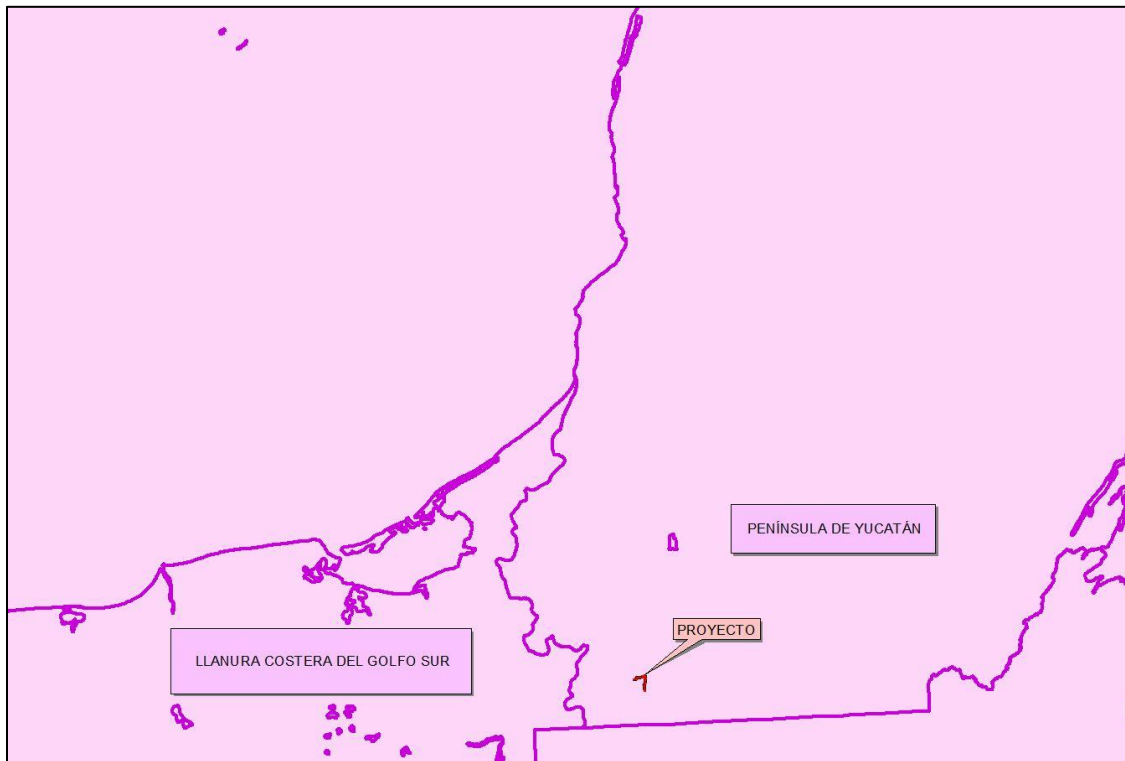 PENÍNSULA DE YUCATÁN
PROYECTO
LLANURA COSTERA DEL GOLFO SUR